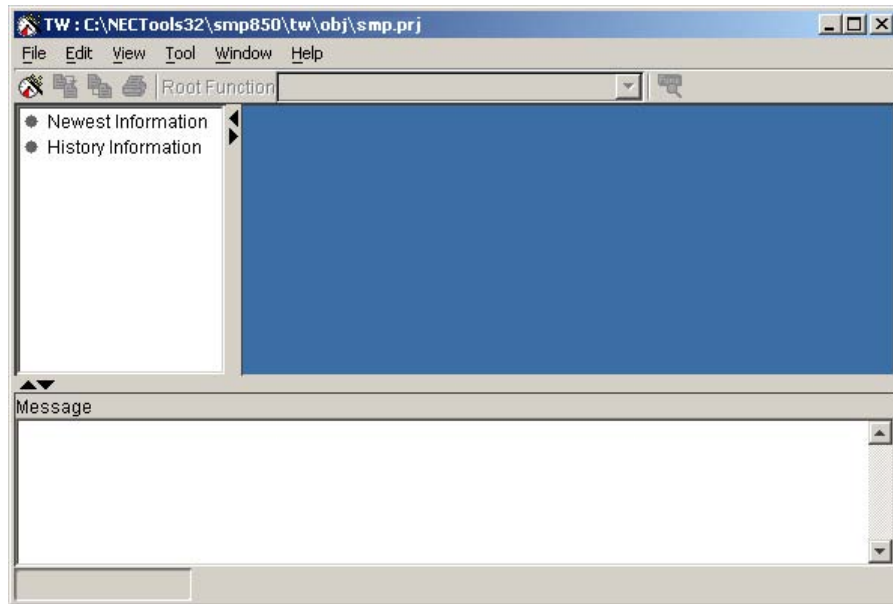 TW : C:\NECTools32\smp850\tw\obj\smp.prj
File Edit View Tool Window Help
Root Function
Newest Information
History Information
Message